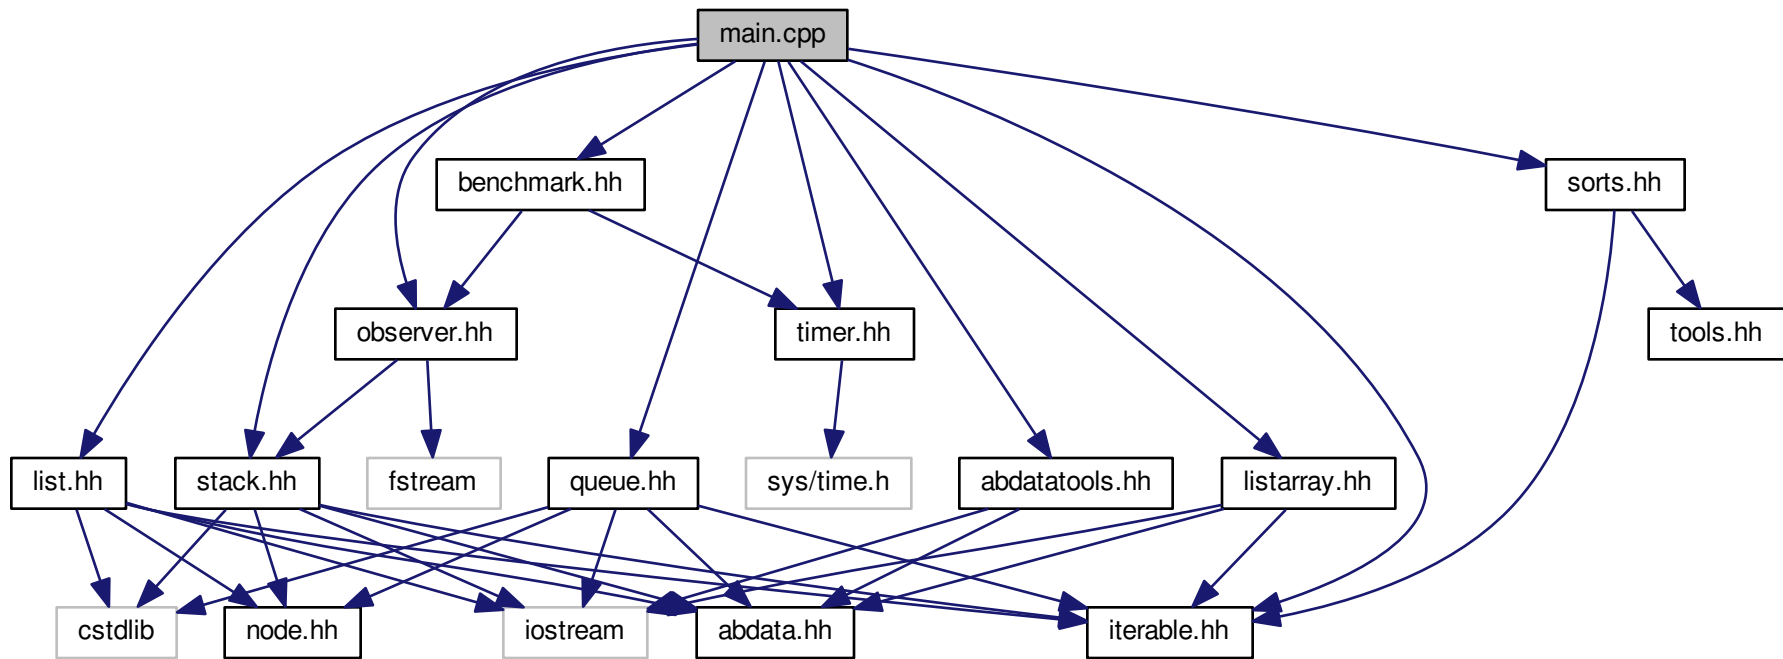 main.cpp
benchmark.hh
sorts.hh
observer.hh
timer.hh
tools.hh
list.hh
stack.hh
fstream
queue.hh
sys/time.h
abdatatools.hh
listarray.hh
cstdlib
node.hh
iostream
abdata.hh
iterable.hh